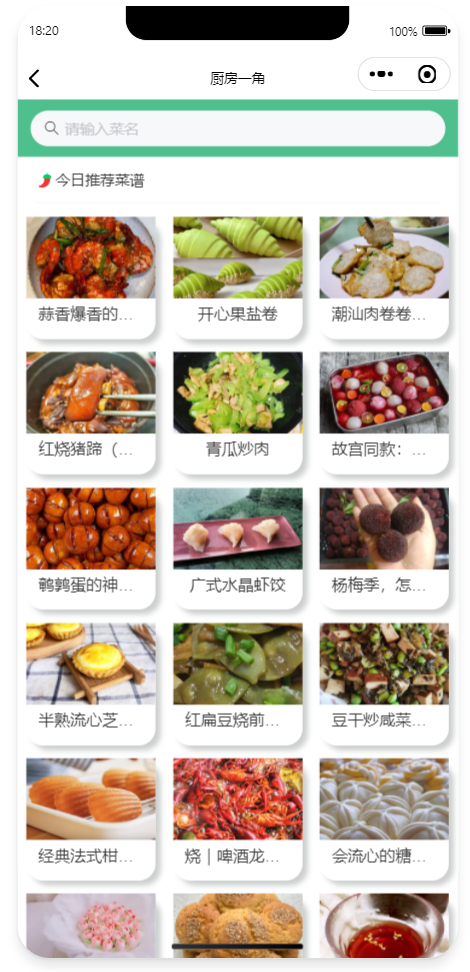 18:20
100%
厨房一角
请输入菜名
今日推荐菜谱
蒜香爆香的...
开心果盐卷
潮汕肉卷卷...
红烧猪蹄（...
青瓜炒肉
故宫同款：...
鹌鹑蛋的神...
广式水晶虾饺
杨梅季，怎...
半熟流心芝...
红扁豆烧前...
豆干炒咸菜...
经典法式柑...
烧｜啤酒龙...
会流心的糖...